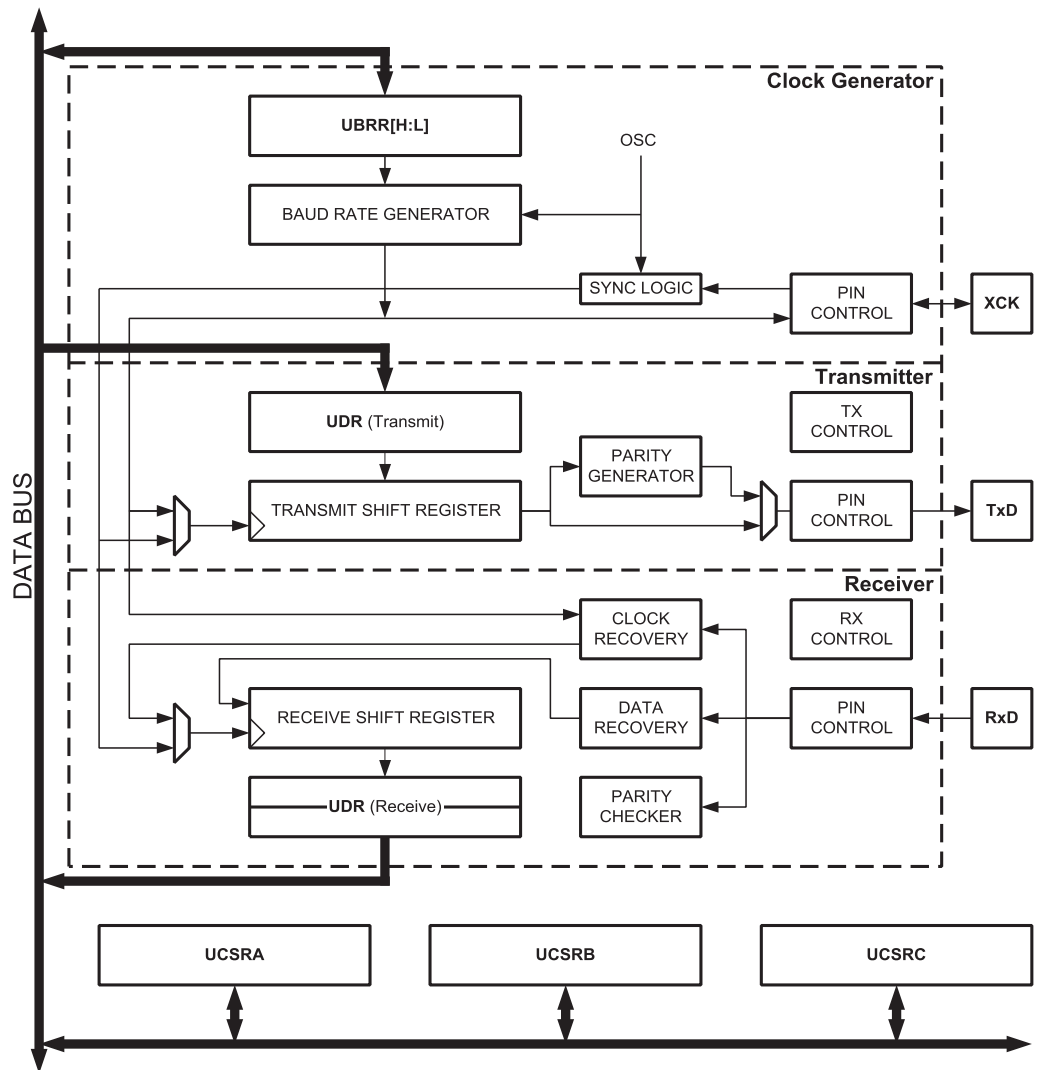 Clock Generator
UBRR[H:L]
OSC
BAUD RATE GENERATOR
SYNC LOGIC
PIN
CONTROL
XCK
Transmitter
UDR (Transmit)
TX
CONTROL
PARITY
GENERATOR
TRANSMIT SHIFT REGISTER
PIN
CONTROL
TxD
DATA BUS
Receiver
CLOCK
RECOVERY
RX
CONTROL
RECEIVE SHIFT REGISTER
DATA
RECOVERY
PIN
CONTROL
RxD
UDR (Receive)
PARITY
CHECKER
UCSRA
UCSRB
UCSRC